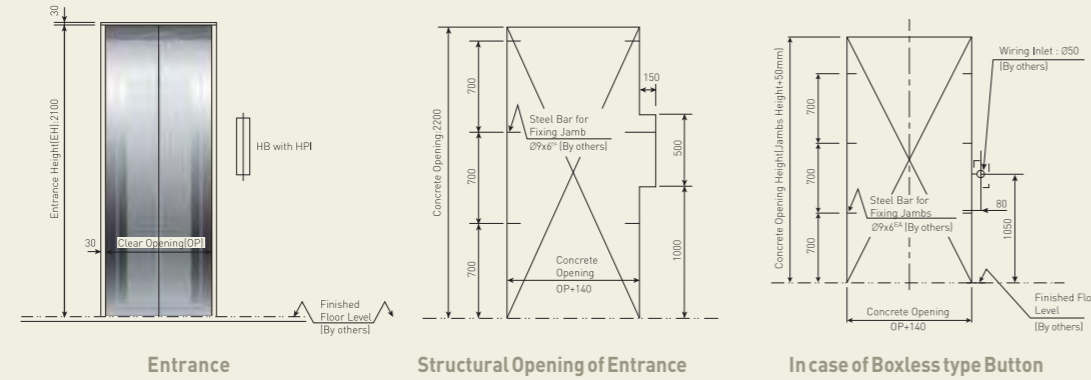 30
Entrance Height(EH):2100
HB with HPI
30
Clear Opening(OP)
Finished
Floor Level
(By others)
Entrance
Concrete Opening:2200
700
700
700
150
Steel Bar for
Fixing Jamb
Ø9x6EA (By others)
500
1000
Concrete
Opening
OP+140
Structural Opening of Entrance
Concrete Opening Height(Jambs Height+50mm)
700
700
700
Wiring Inlet : Ø50
(By others)
Steel Bar for
Fixing Jambs
Ø9x6EA (By others)
80
1050
Concrete Opening
OP+140
Finished Flo
Level
(By others)
In case of Boxless type Button